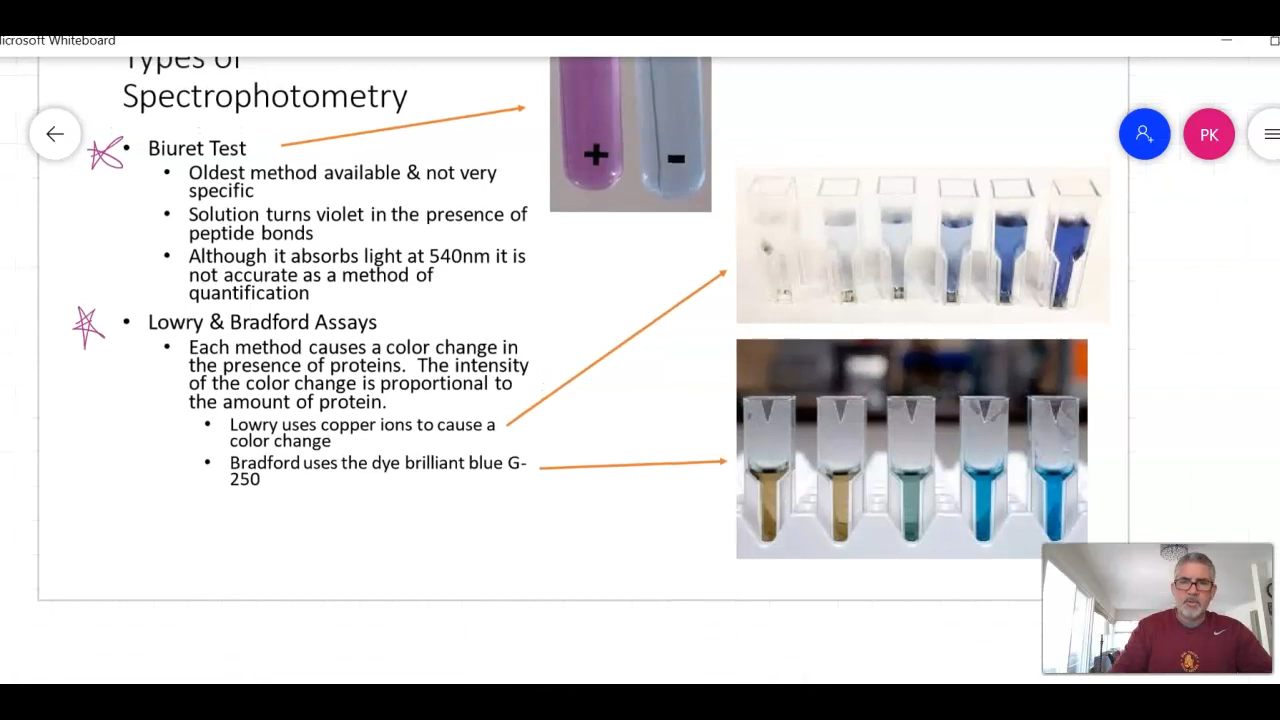 Microsoft Whiteboard
Types of
Spectrophotometry
• Biuret Test
• Oldest method available & not very
specific
• Solution turns violet in the presence of
peptide bonds
• Although it absorbs light at 540nm it is
not accurate as a method of
quantification
• Lowry & Bradford Assays
• Each method causes a color change in
the presence of proteins. The intensity
of the color change is proportional to
the amount of protein.
• Lowry uses copper ions to cause a
color change
• Bradford uses the dye brilliant blue G-
250
+ -
PK